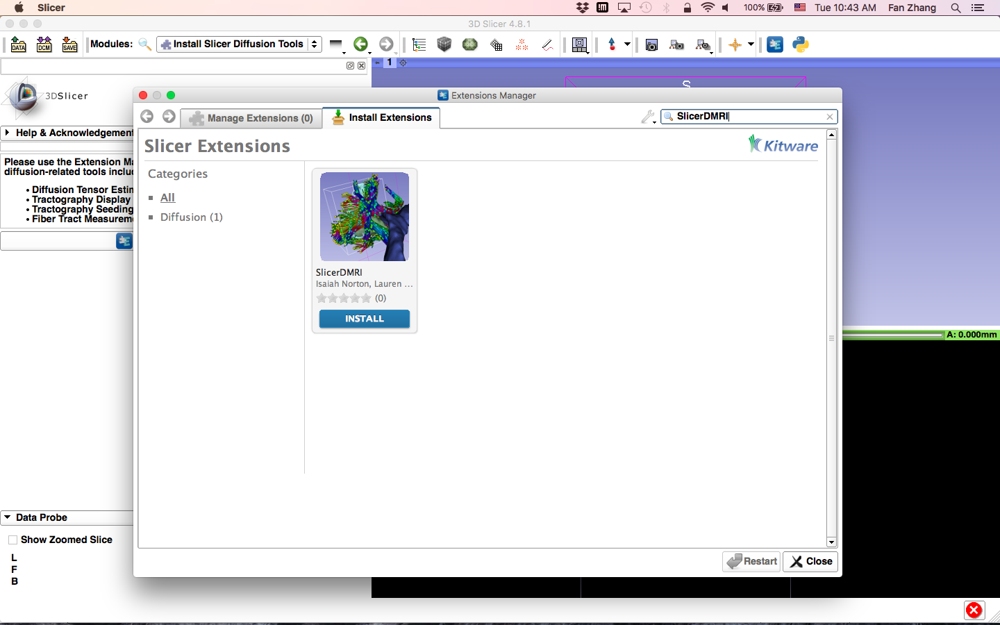 Slicer
100%
Tue 10:43 AM
Fan Zhang
3D Slicer 4.8.1
DATA
DCM
SAVE
Modules:
Install Slicer Diffusion Tools
1
S
3DSlicer
Help & Acknowledgement
Please use the Extension Ma
diffusion-related tools inclu
• Diffusion Tensor Estin
• Tractography Display
• Tractography Seeding
• Fiber Tract Measureme
Extensions Manager
Manage Extensions (0)
Install Extensions
SlicerDMRI
Slicer Extensions
Kitware
Categories
All
Diffusion (1)
SlicerDMRI
Isaiah Norton, Lauren ...
(0)
INSTALL
A: 0.000mm
Restart
Close
Data Probe
Show Zoomed Slice
L
F
B